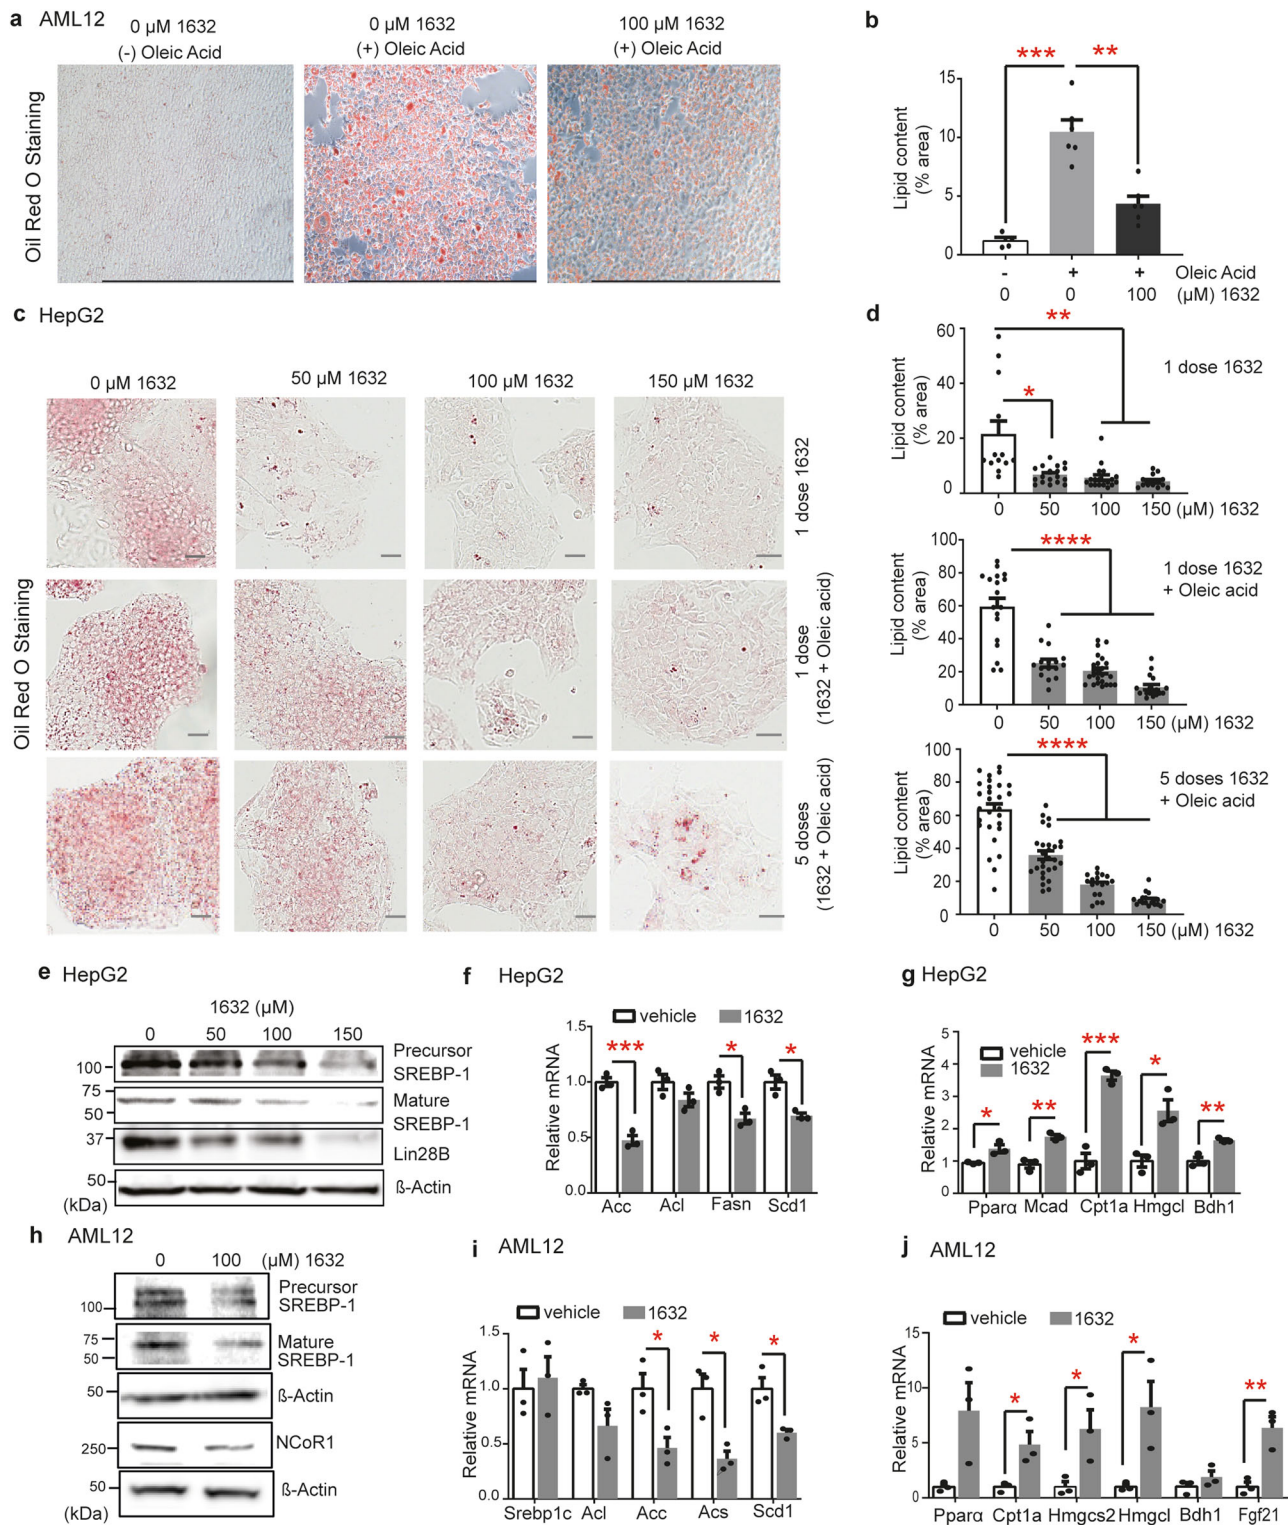 a AML12
0 µM 1632
(-) Oleic Acid
0 µM 1632
(+) Oleic Acid
100 µM 1632
(+) Oleic Acid
Oil Red O Staining
b
*** **
15
10
5
0
Lipid content
(% area)
- + + Oleic Acid
0 0 100 (µM) 1632
c HepG2
0 µM 1632 50 µM 1632 100 µM 1632 150 µM 1632
Oil Red O Staining
1 dose 1632
1 dose
(1632 + Oleic acid)
5 doses
(1632 + Oleic acid)
d
**
*
1 dose 1632
60
40
20
0
Lipid content
(% area)
0 50 100 150 (µM) 1632
****
1 dose 1632
+ Oleic acid
100
80
60
40
20
0
Lipid content
(% area)
0 50 100 150 (µM) 1632
****
5 doses 1632
+ Oleic acid
100
80
60
40
20
0
Lipid content
(% area)
0 50 100 150 (µM) 1632
e HepG2
1632 (µM)
0 50 100 150
100
Precursor
SREBP-1
75
50
Mature
SREBP-1
37
Lin28B
50
ß-Actin
(kDa)
f HepG2
vehicle 1632
1.5
1.0
0.5
0.0
Relative mRNA
*** * *
Acc Acl Fasn Scd1
g HepG2
vehicle
1632
5
4
3
2
1
0
Relative mRNA
* ** *** * **
Pparα Mcad Cpt1a Hmgcl Bdh1
h AML12
0 100 (µM) 1632
100
Precursor
SREBP-1
75
50
Mature
SREBP-1
50
ß-Actin
250
NCoR1
50
ß-Actin
(kDa)
i AML12
vehicle 1632
1.5
1.0
0.5
0.0
Relative mRNA
* * *
Srebp1c Acl Acc Acs Scd1
j AML12
vehicle 1632
15
10
5
0
Relative mRNA
* * * **
Pparα Cpt1a Hmgcs2 Hmgcl Bdh1 Fgf21